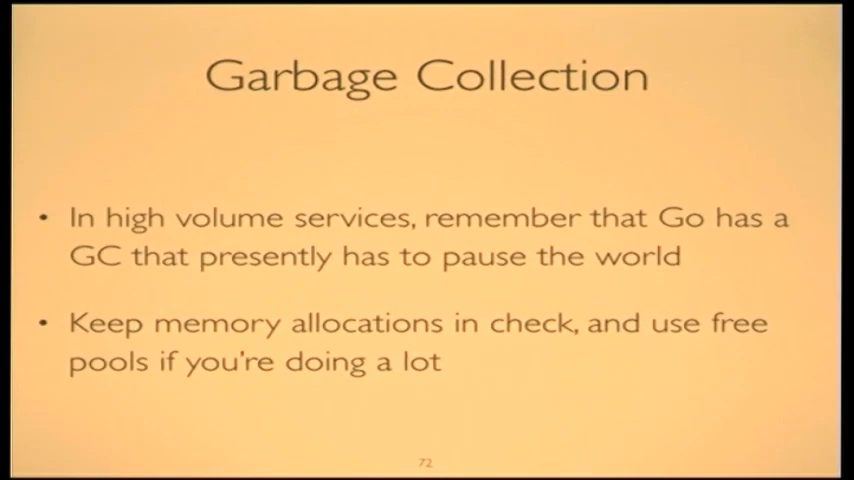 Garbage Collection
• In high volume services, remember that Go has a
GC that presently has to pause the world
• Keep memory allocations in check, and use free
pools if you're doing a lot
72